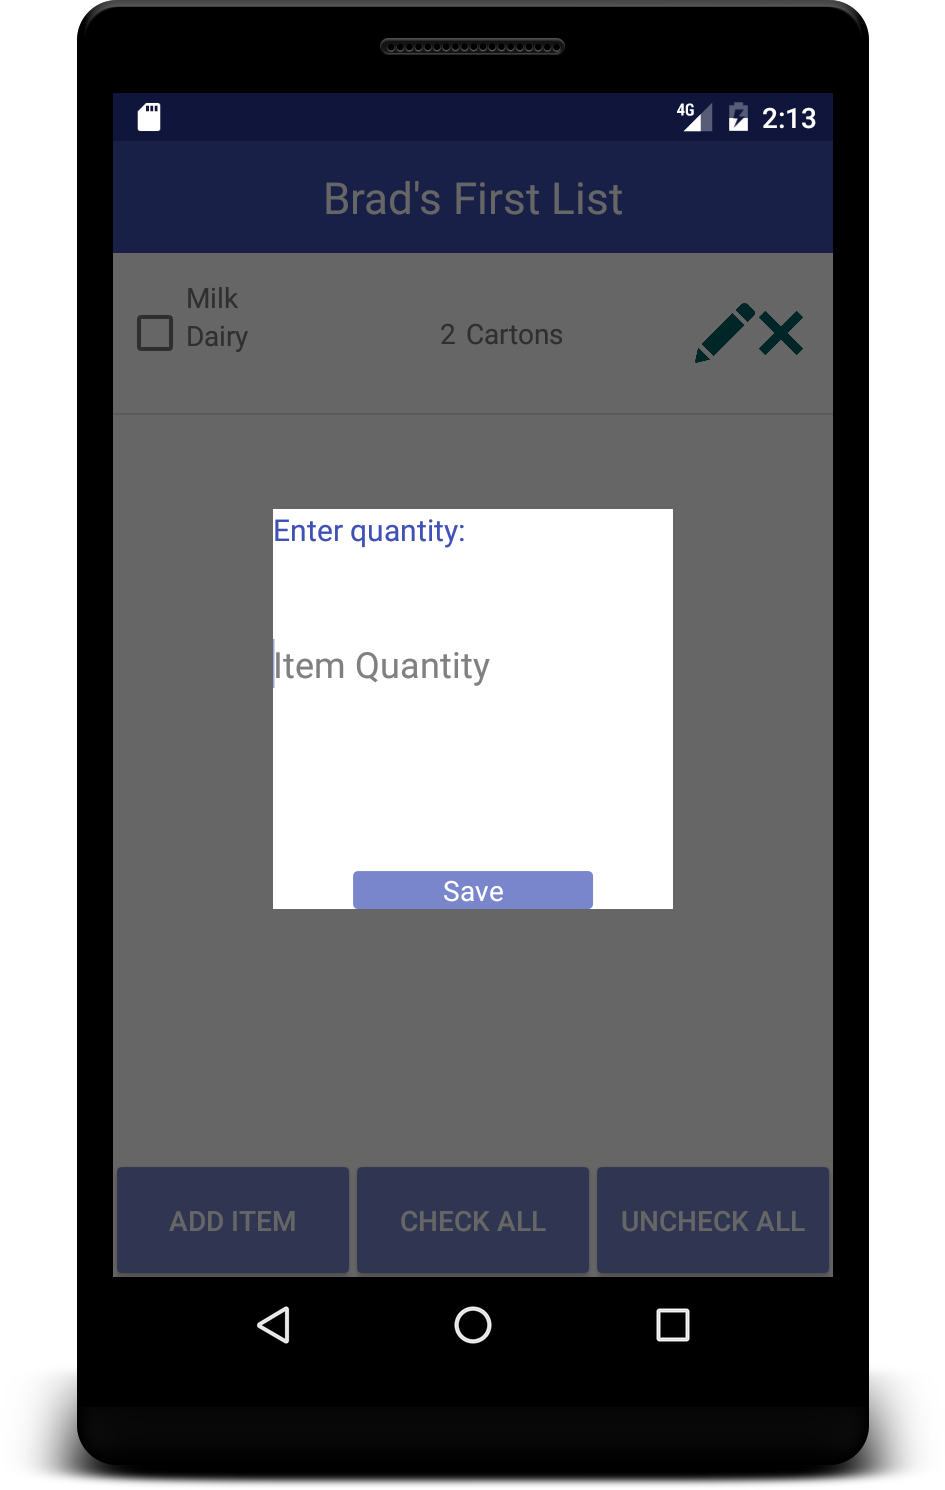 4G 2:13
Brad's First List
Milk
Dairy
2 Cartons
Enter quantity:
Item Quantity
Save
ADD ITEM CHECK ALL UNCHECK ALL